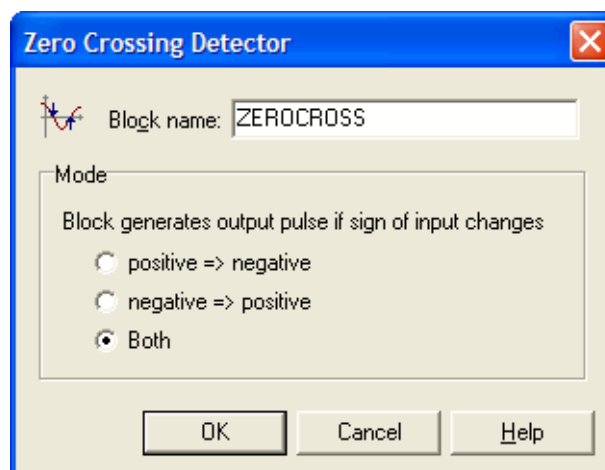 Zero Crossing Detector
Block name: ZEROCROSS
Mode
Block generates output pulse if sign of input changes
positive => negative
negative => positive
Both
OK Cancel Help